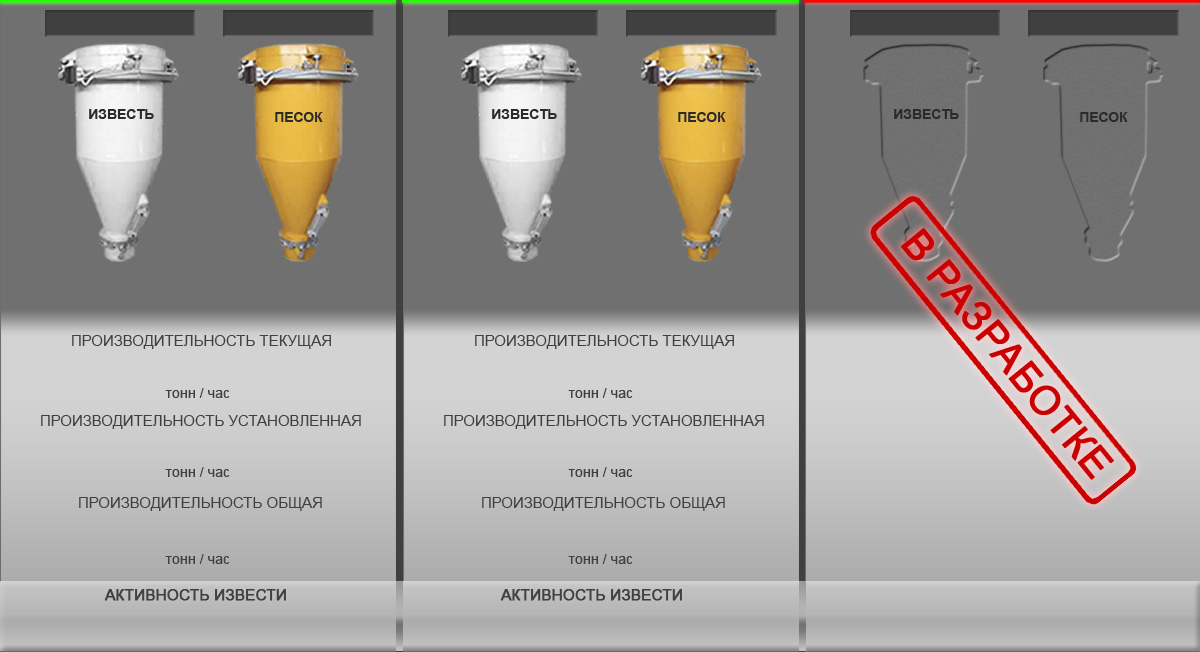 ИЗВЕСТЬ
ПЕСОК
ПРОИЗВОДИТЕЛЬНОСТЬ ТЕКУЩАЯ
тонн / час
ПРОИЗВОДИТЕЛЬНОСТЬ УСТАНОВЛЕННАЯ
тонн / час
ПРОИЗВОДИТЕЛЬНОСТЬ ОБЩАЯ
тонн / час
АКТИВНОСТЬ ИЗВЕСТИ
ИЗВЕСТЬ
ПЕСОК
ПРОИЗВОДИТЕЛЬНОСТЬ ТЕКУЩАЯ
тонн / час
ПРОИЗВОДИТЕЛЬНОСТЬ УСТАНОВЛЕННАЯ
тонн / час
ПРОИЗВОДИТЕЛЬНОСТЬ ОБЩАЯ
тонн / час
АКТИВНОСТЬ ИЗВЕСТИ
ИЗВЕСТЬ
ПЕСОК
В РАЗРАБОТКЕ